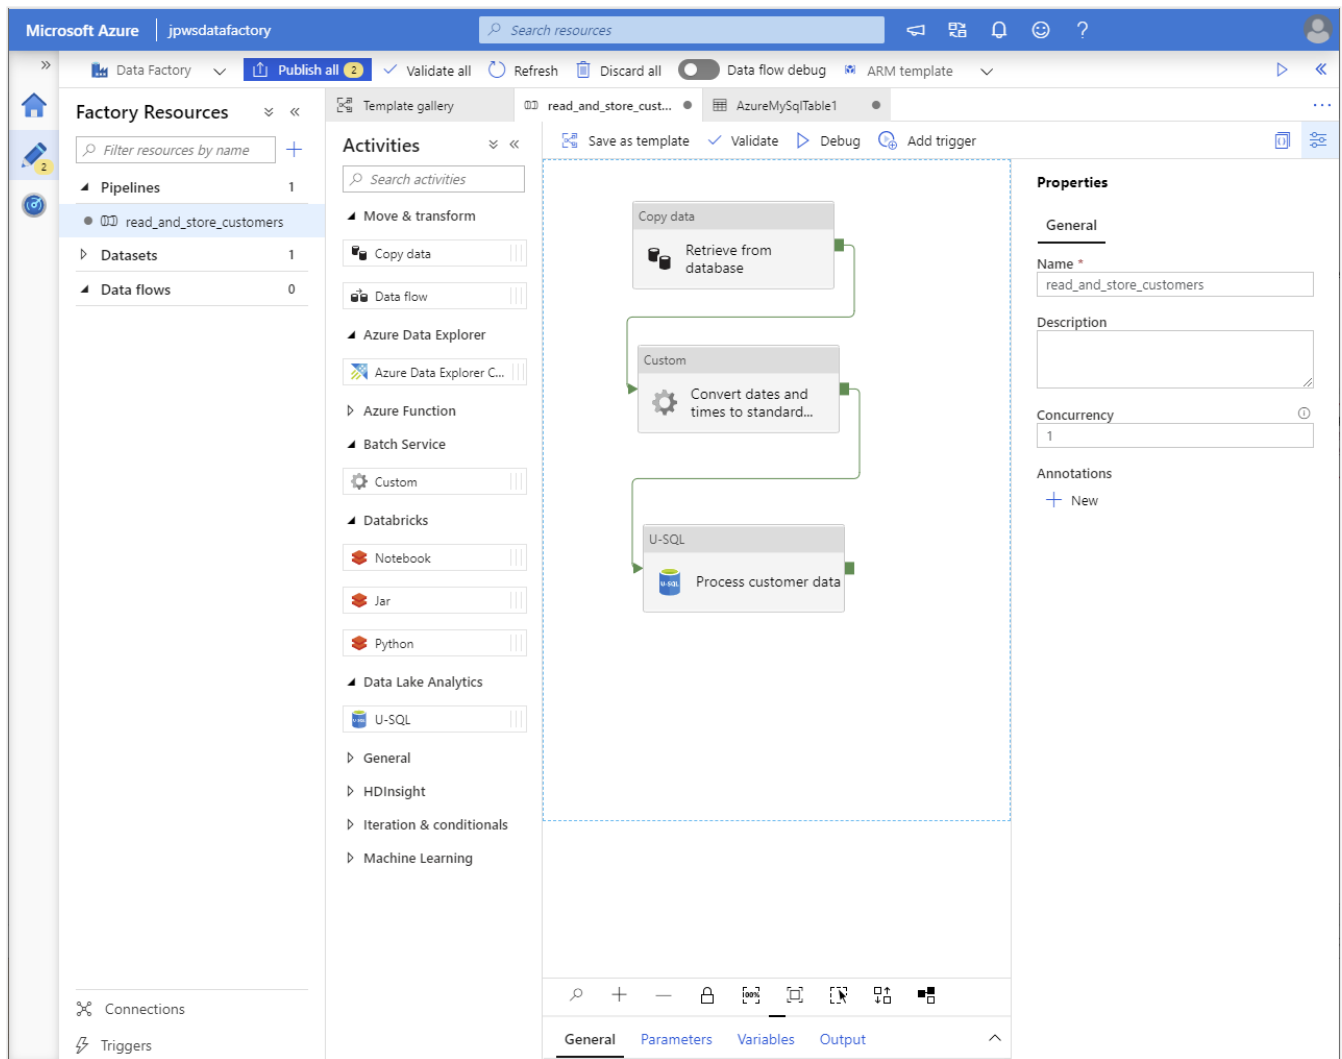 Microsoft Azure
jpwsdatafactory
Search resources
?
Data Factory
Publish all 2
Validate all
Refresh
Discard all
Data flow debug
ARM template
2
Factory Resources
Filter resources by name
Pipelines 1
read_and_store_customers
Datasets 1
Data flows 0
Connections
Triggers
Template gallery
read_and_store_cust...
AzureMySqlTable1
Activities
Search activities
Move & transform
Copy data
Data flow
Azure Data Explorer
Azure Data Explorer C...
Azure Function
Batch Service
Custom
Databricks
Notebook
Jar
Python
Data Lake Analytics
U-SQL
U-SQL
General
HDInsight
Iteration & conditionals
Machine Learning
Save as template
Validate
Debug
Add trigger
Copy data
Retrieve from
database
Custom
Convert dates and
times to standard...
U-SQL
U-SQL
Process customer data
100%
General
Parameters
Variables
Output
Properties
General
Name *
read_and_store_customers
Description
Concurrency
1
Annotations
New